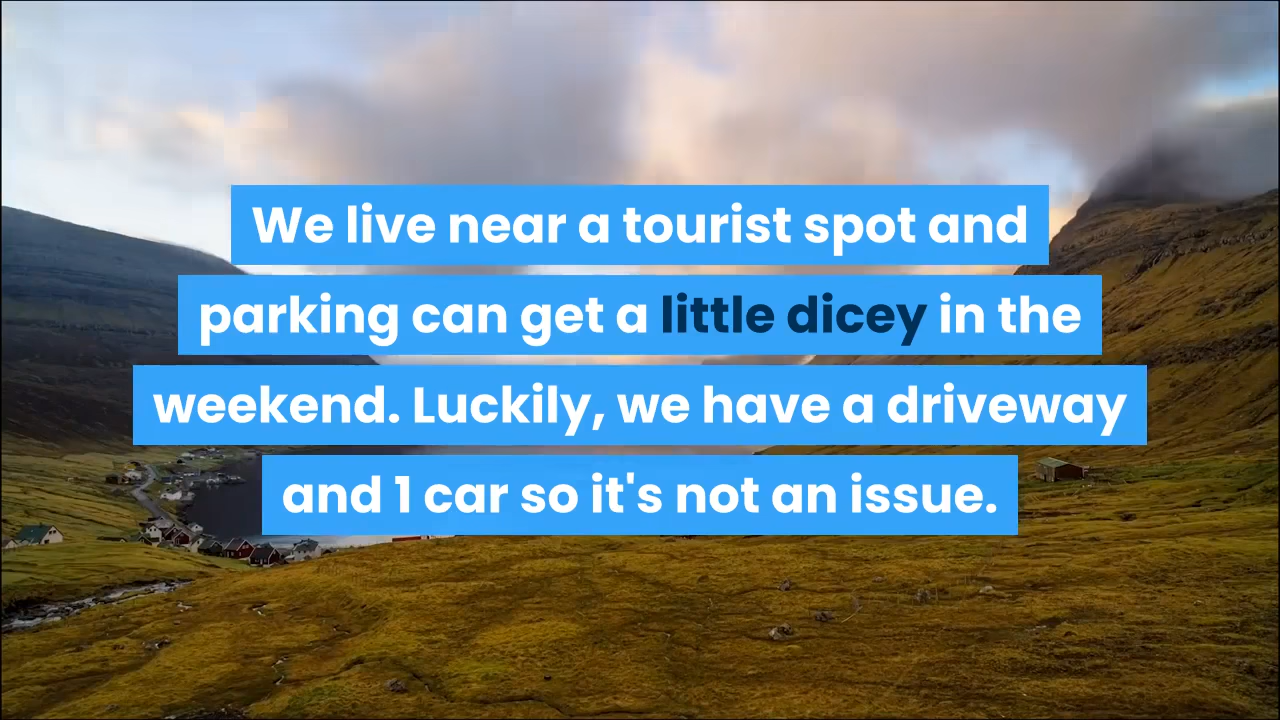 We live near a tourist spot and
parking can get a little dicey in the
weekend. Luckily, we have a driveway
and 1 car so it's not an issue.